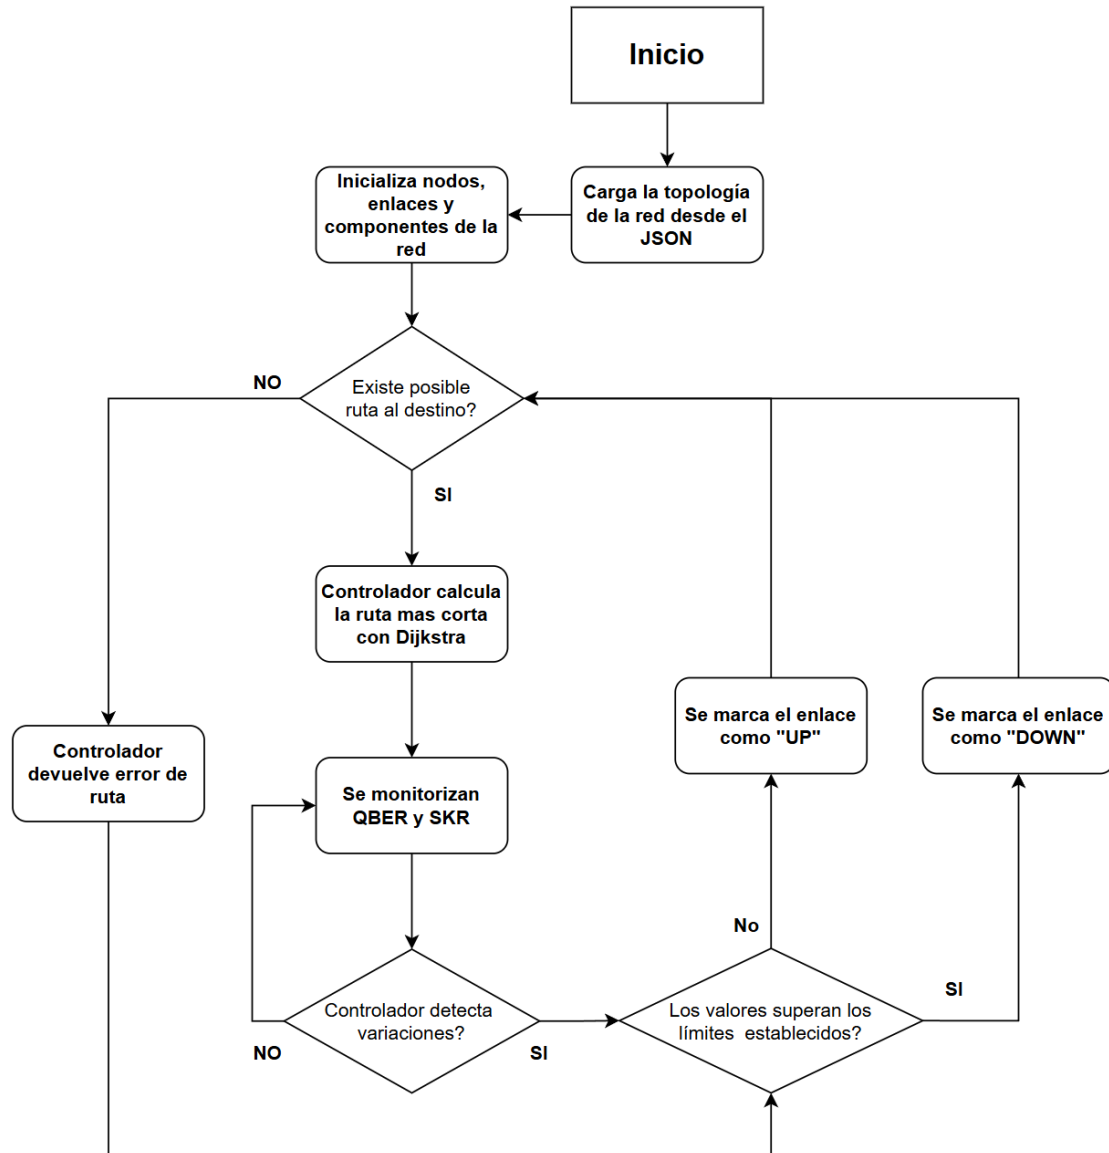 Inicio
Carga la topología
de la red desde el
JSON
Inicializa nodos,
enlaces y
componentes de la
red
Existe posible
ruta al destino?
NO
SI
Controlador calcula
la ruta mas corta
con Dijkstra
Controlador
devuelve error de
ruta
Se monitorizan
QBER y SKR
Se marca el enlace
como "UP"
Se marca el enlace
como "DOWN"
Controlador detecta
variaciones?
NO
SI
Los valores superan los
límites establecidos?
No
SI